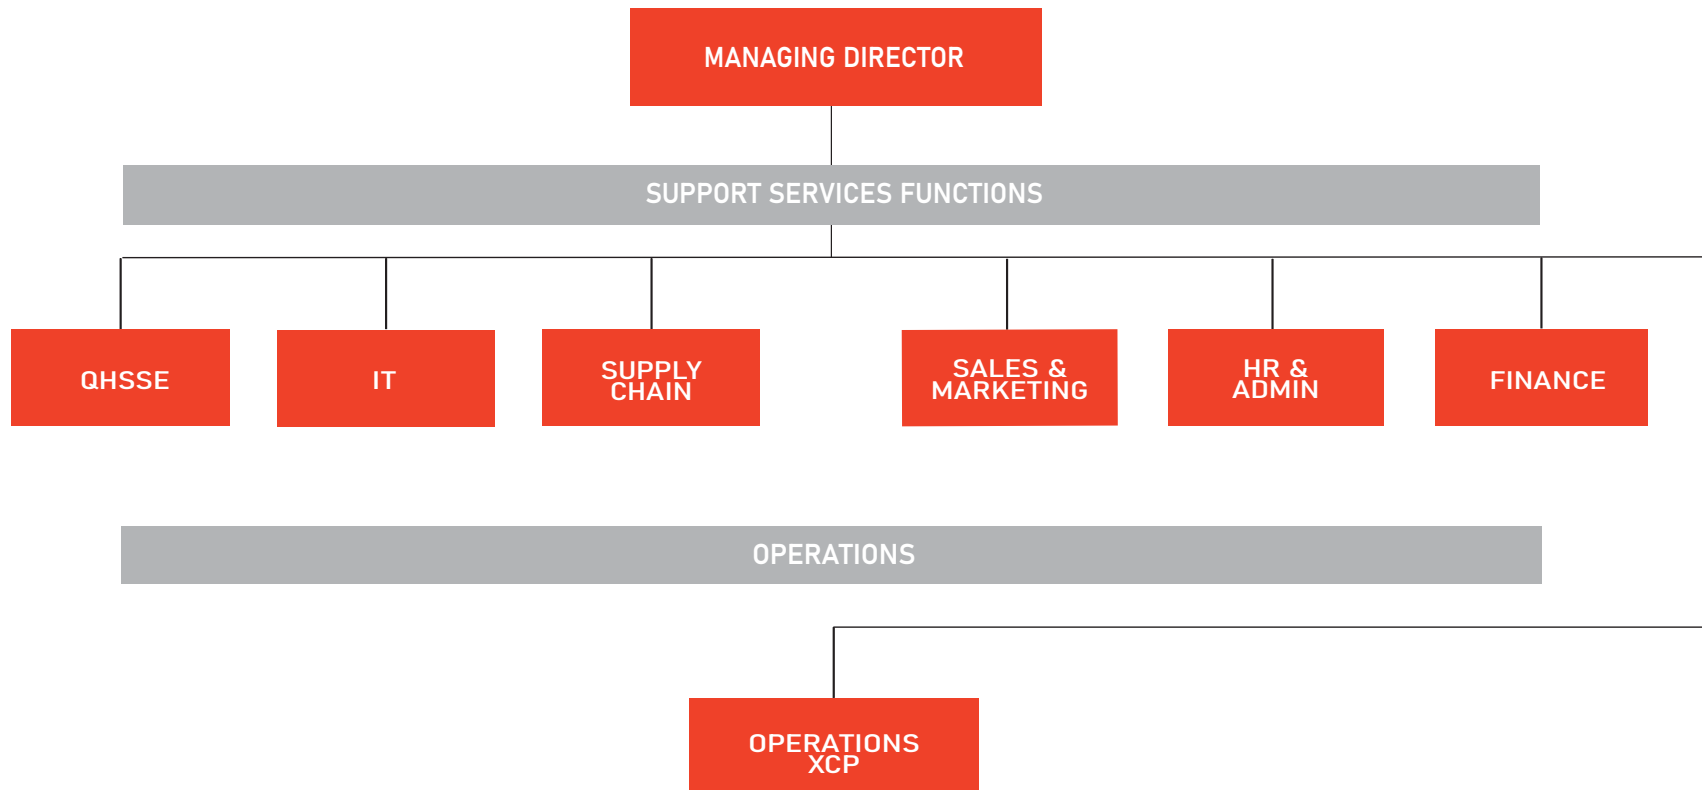 MANAGING DIRECTOR
SUPPORT SERVICES FUNCTIONS
QHSSE
IT
SUPPLY
CHAIN
SALES &
MARKETING
HR &
ADMIN
FINANCE
OPERATIONS
OPERATIONS
XCP